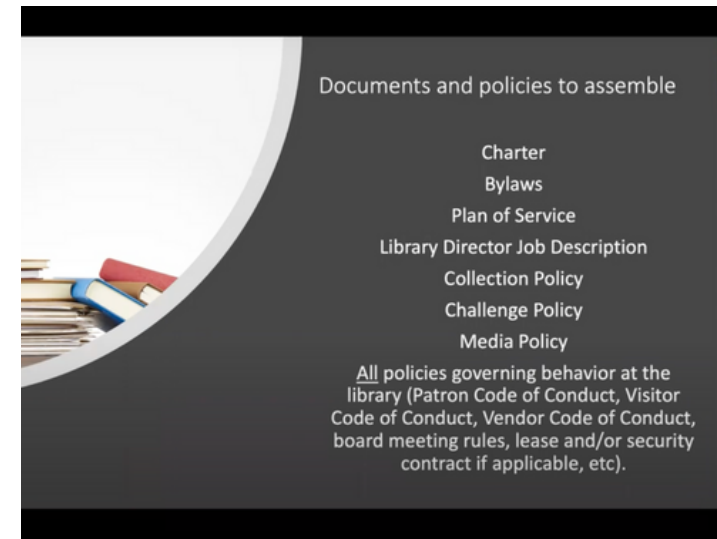 Documents and policies to assemble
Charter
Bylaws
Plan of Service
Library Director Job Description
Collection Policy
Challenge Policy
Media Policy
All policies governing behavior at the
library (Patron Code of Conduct, Visitor
Code of Conduct, Vendor Code of Conduct,
board meeting rules, lease and/or security
contract if applicable, etc).